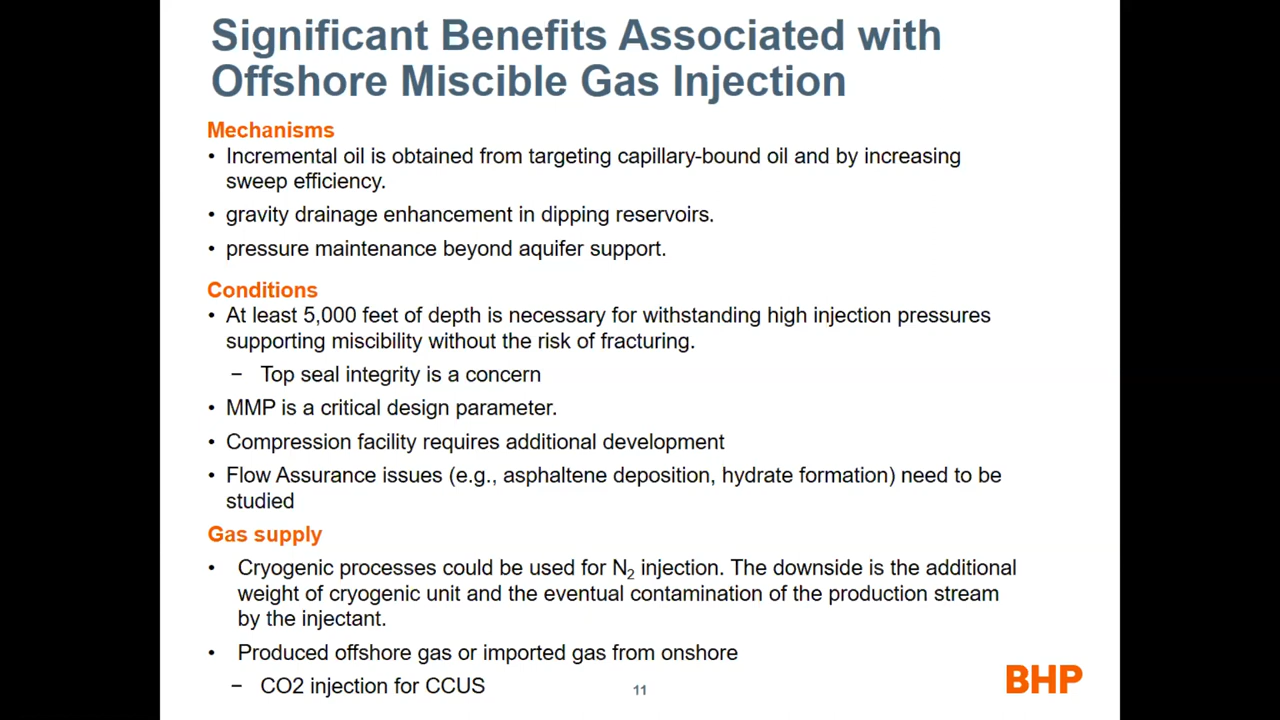 Significant Benefits Associated with
Offshore Miscible Gas Injection
Mechanisms
• Incremental oil is obtained from targeting capillary-bound oil and by increasing
sweep efficiency.
• gravity drainage enhancement in dipping reservoirs.
• pressure maintenance beyond aquifer support.
Conditions
• At least 5,000 feet of depth is necessary for withstanding high injection pressures
supporting miscibility without the risk of fracturing.
− Top seal integrity is a concern
• MMP is a critical design parameter.
• Compression facility requires additional development
• Flow Assurance issues (e.g., asphaltene deposition, hydrate formation) need to be
studied
Gas supply
• Cryogenic processes could be used for N₂ injection. The downside is the additional
weight of cryogenic unit and the eventual contamination of the production stream
by the injectant.
• Produced offshore gas or imported gas from onshore
− CO2 injection for CCUS
11
BHP